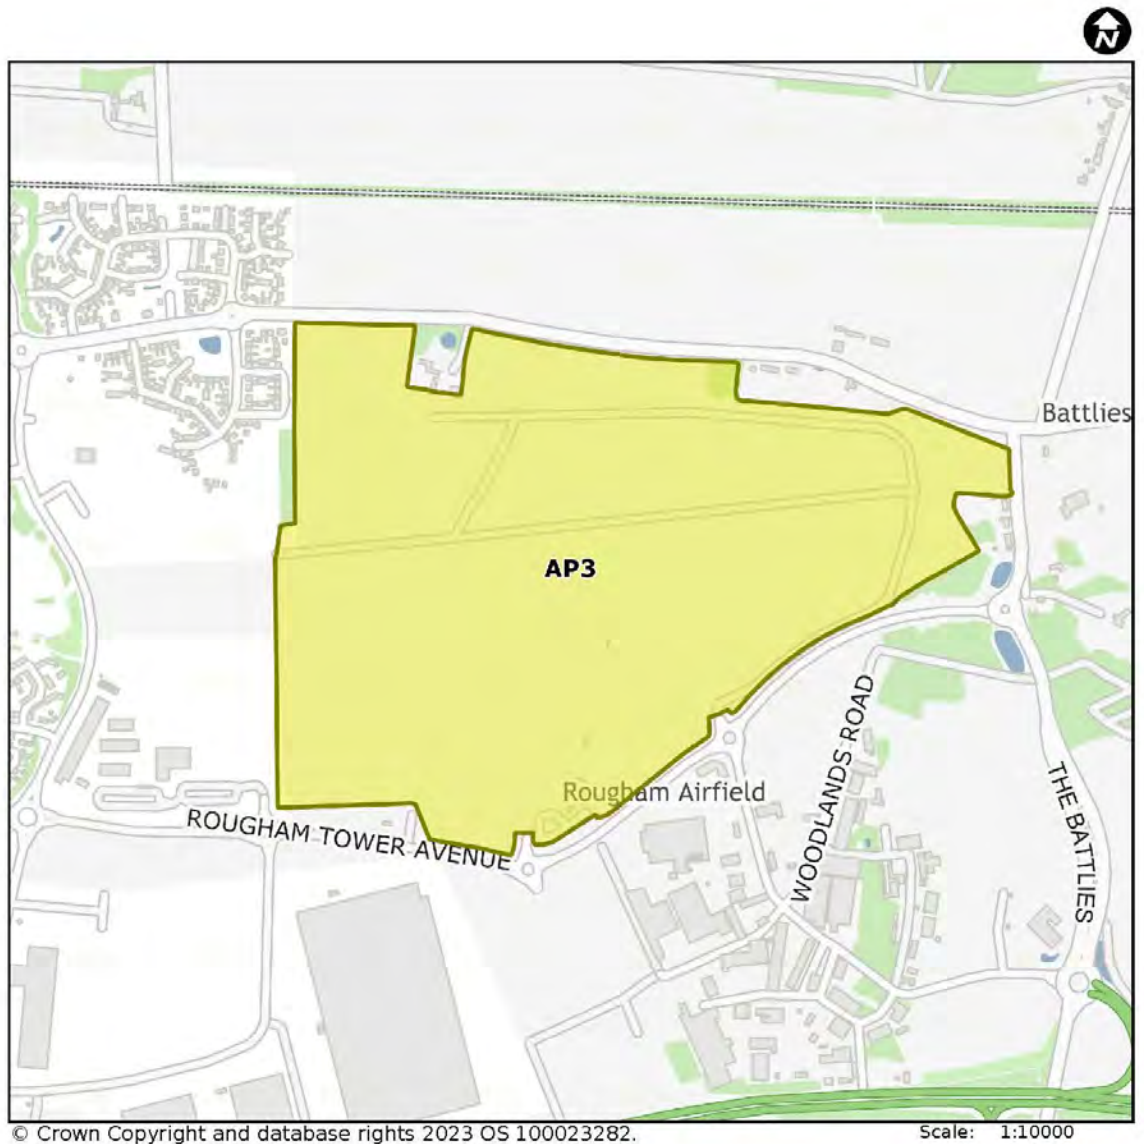 N
Battlies
AP3
Rougham Airfield
WOODLANDS ROAD
THE BATTLIES
ROUGHAM TOWER AVENUE
© Crown Copyright and database rights 2023 OS 100023282.
Scale: 1:10000